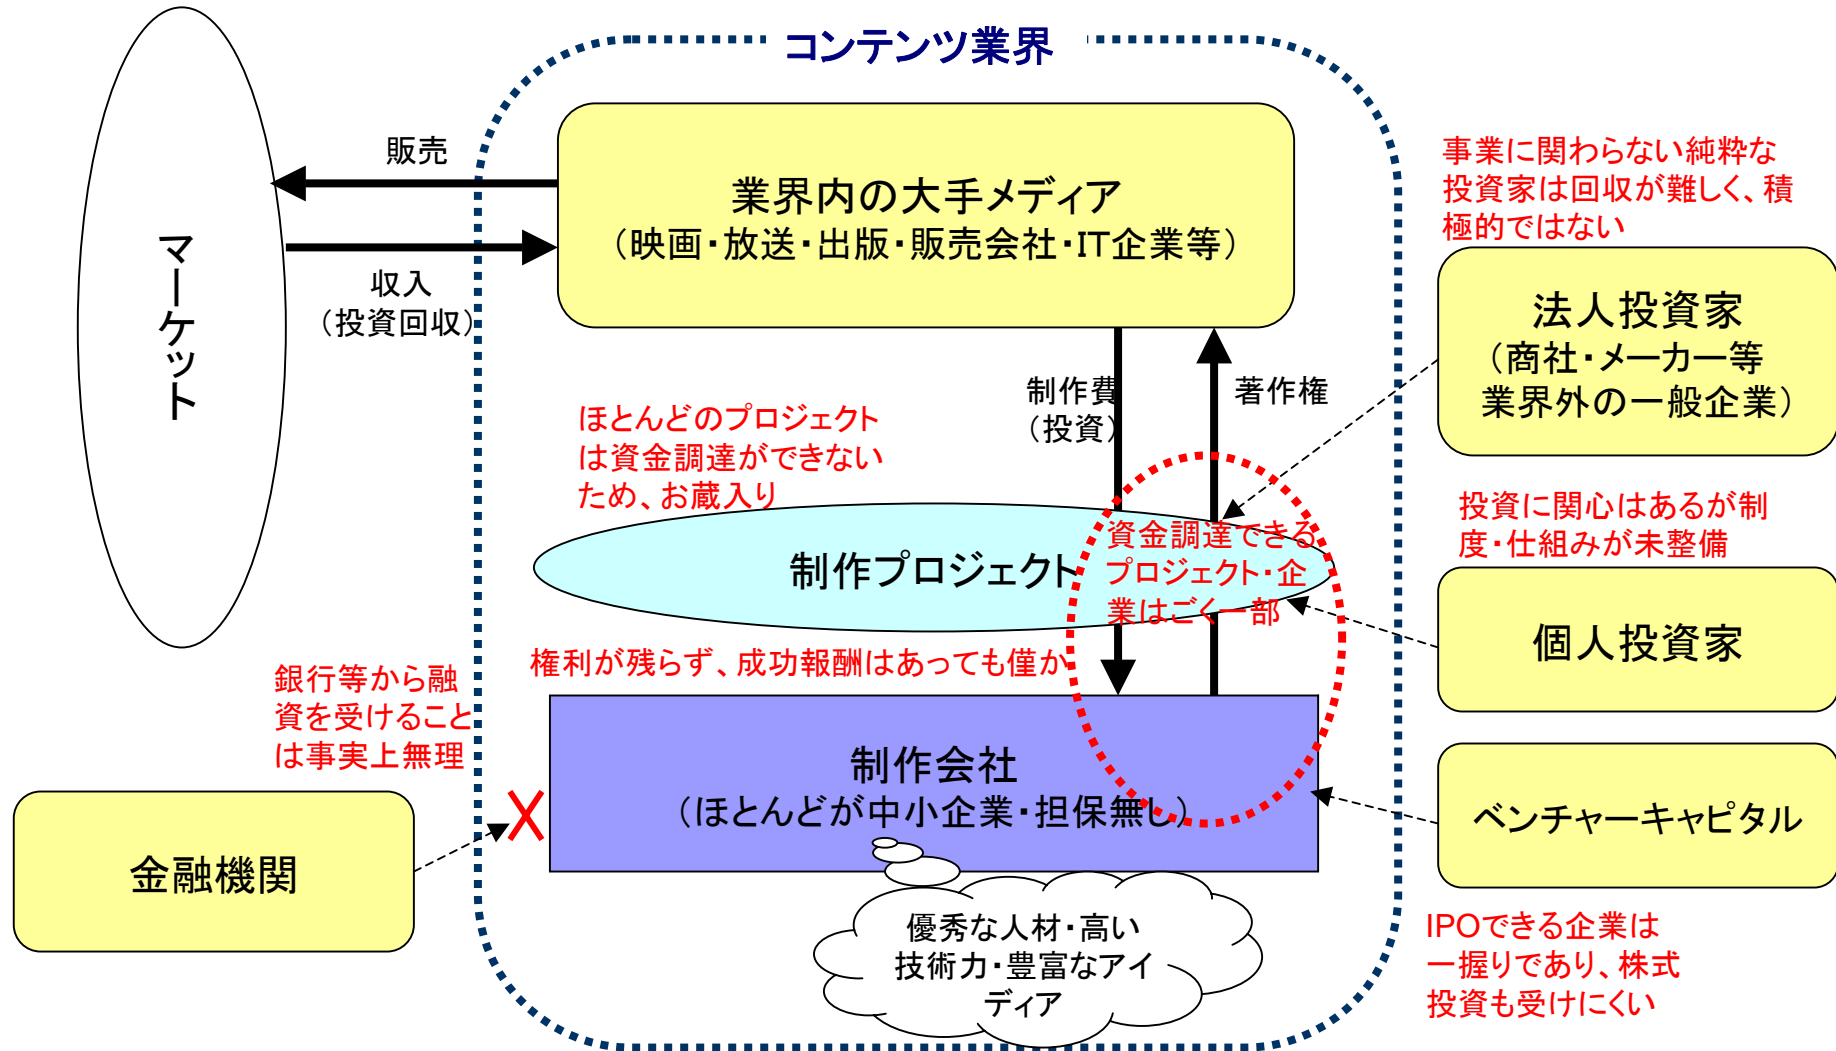 コンテンツ業界
販売
業界内の大手メディア
（映画・放送・出版・販売会社・IT企業等）
マーケット
収入
（投資回収）
事業に関わらない純粋な
投資家は回収が難しく、積
極的ではない
法人投資家
（商社・メーカー等
業界外の一般企業）
制作費
（投資）
著作権
ほとんどのプロジェクト
は資金調達ができない
ため、お蔵入り
投資に関心はあるが制
度・仕組みが未整備
制作プロジェクト
資金調達できる
プロジェクト・企
業はごく一部
個人投資家
権利が残らず、成功報酬はあっても僅か
銀行等から融
資を受けること
は事実上無理
制作会社
（ほとんどが中小企業・担保無し）
ベンチャーキャピタル
金融機関
優秀な人材・高い
技術力・豊富なアイ
ディア
IPOできる企業は
一握りであり、株式
投資も受けにくい